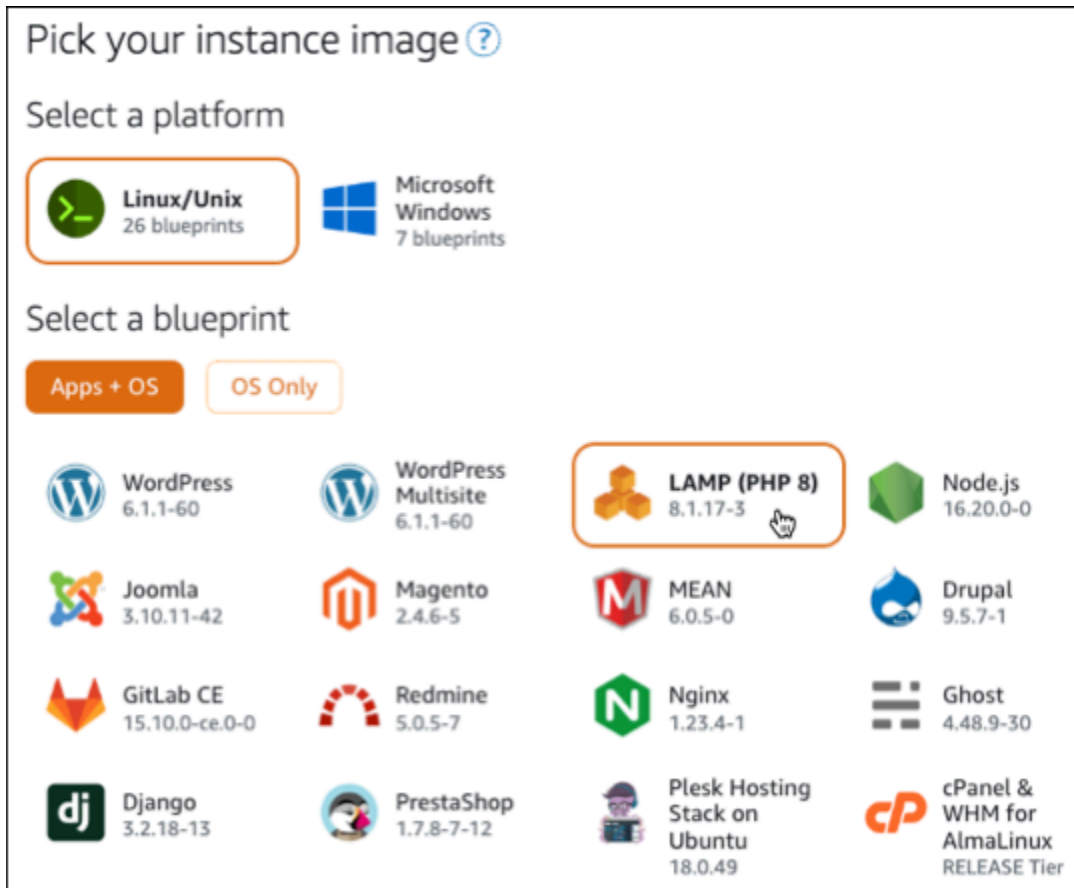 Pick your instance image ?
Select a platform
Linux/Unix
26 blueprints
Microsoft
Windows
7 blueprints
Select a blueprint
Apps + OS
OS Only
WordPress
6.1.1-60
WordPress
Multisite
6.1.1-60
LAMP (PHP 8)
8.1.17-3
Node.js
16.20.0-0
Joomla
3.10.11-42
Magento
2.4.6-5
MEAN
6.0.5-0
Drupal
9.5.7-1
GitLab CE
15.10.0-ce.0-0
Redmine
5.0.5-7
Nginx
1.23.4-1
Ghost
4.48.9-30
dj
Django
3.2.18-13
PrestaShop
1.7.8-7-12
Plesk Hosting
Stack on
Ubuntu
18.0.49
cP
cPanel &
WHM for
AlmaLinux
RELEASE Tier